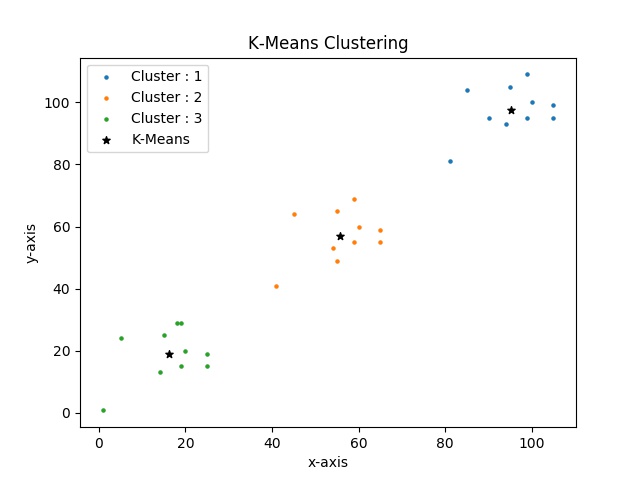 K-Means Clustering
Cluster : 1
Cluster : 2
Cluster : 3
K-Means
y-axis
100
80
60
40
20
0
0 20 40 60 80 100
x-axis